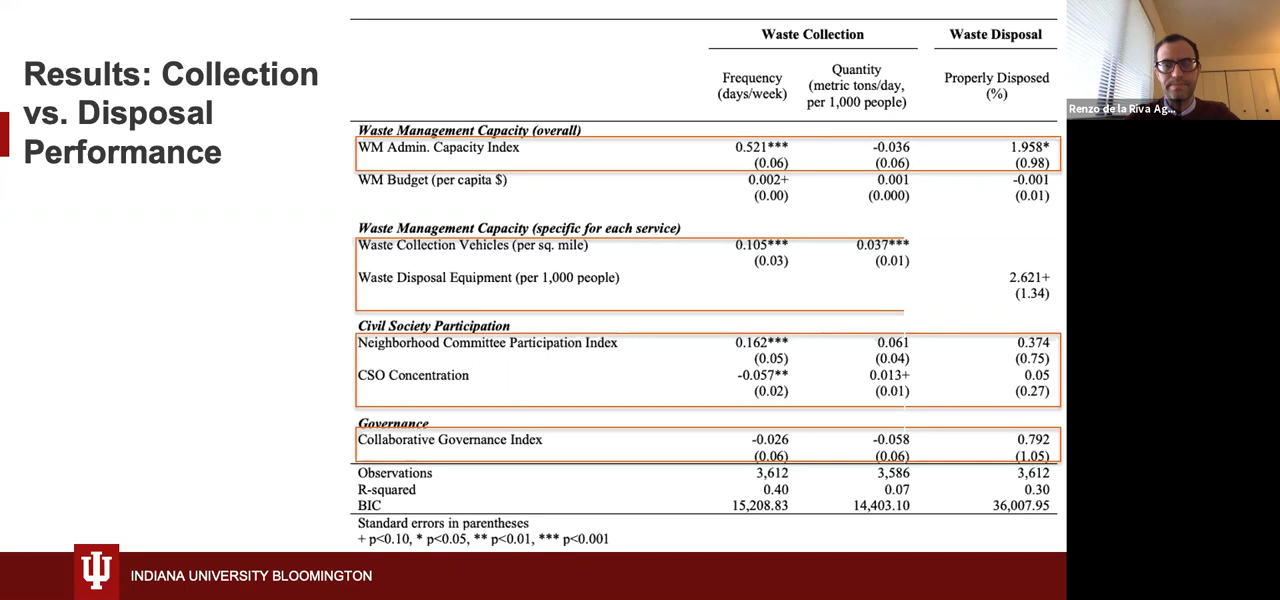 Results: Collection
vs. Disposal
Performance
Waste Collection Waste Disposal
Frequency
(days/week)
Quantity
(metric tons/day,
per 1,000 people)
Properly Disposed
(%)
Waste Management Capacity (overall)
WM Admin. Capacity Index 0.521*** -0.036 1.958*
(0.06) (0.06) (0.98)
WM Budget (per capita $) 0.002+ 0.001 -0.001
(0.00) (0.000) (0.01)
Waste Management Capacity (specific for each service)
Waste Collection Vehicles (per sq. mile) 0.105*** 0.037***
(0.03) (0.01)
Waste Disposal Equipment (per 1,000 people) 2.621+
(1.34)
Civil Society Participation
Neighborhood Committee Participation Index 0.162*** 0.061 0.374
(0.05) (0.04) (0.75)
CSO Concentration -0.057** 0.013+ 0.05
(0.02) (0.01) (0.27)
Governance
Collaborative Governance Index -0.026 -0.058 0.792
(0.06) (0.06) (1.05)
Observations 3,612 3,586 3,612
R-squared 0.40 0.07 0.30
BIC 15,208.83 14,403.10 36,007.95
Standard errors in parentheses
+ p<0.10, * p<0.05, ** p<0.01, *** p<0.001
INDIANA UNIVERSITY BLOOMINGTON
Renzo de la Riva Ag...